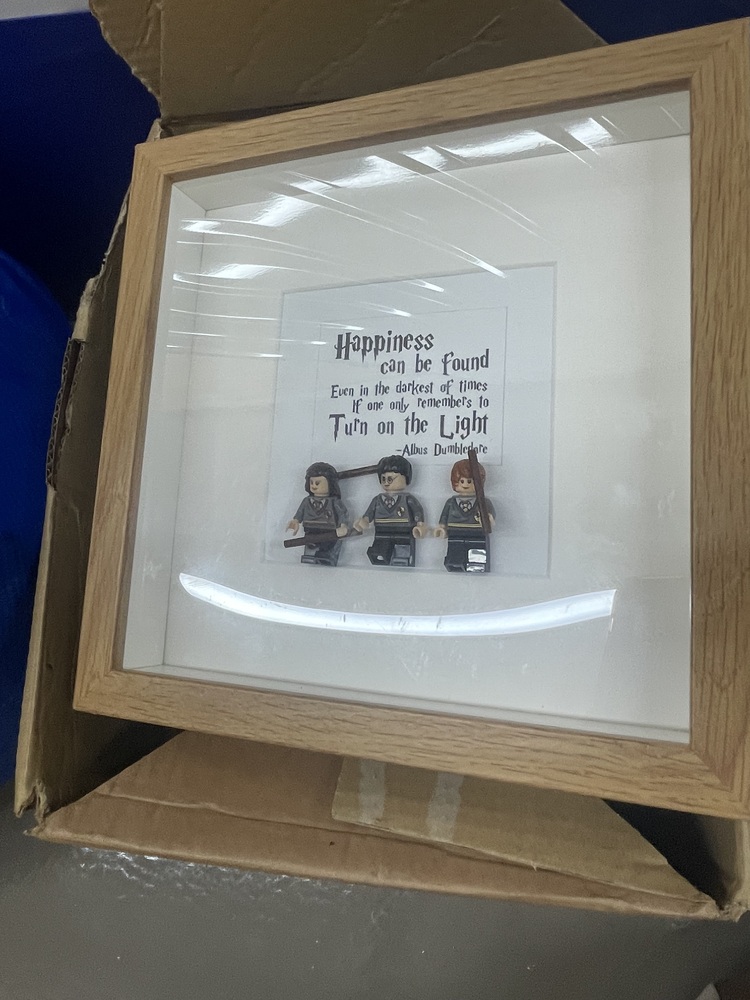 Happiness
can be found
Even in the darkest of times
If one only remembers to
Turn on the Light
-Albus Dumbledore